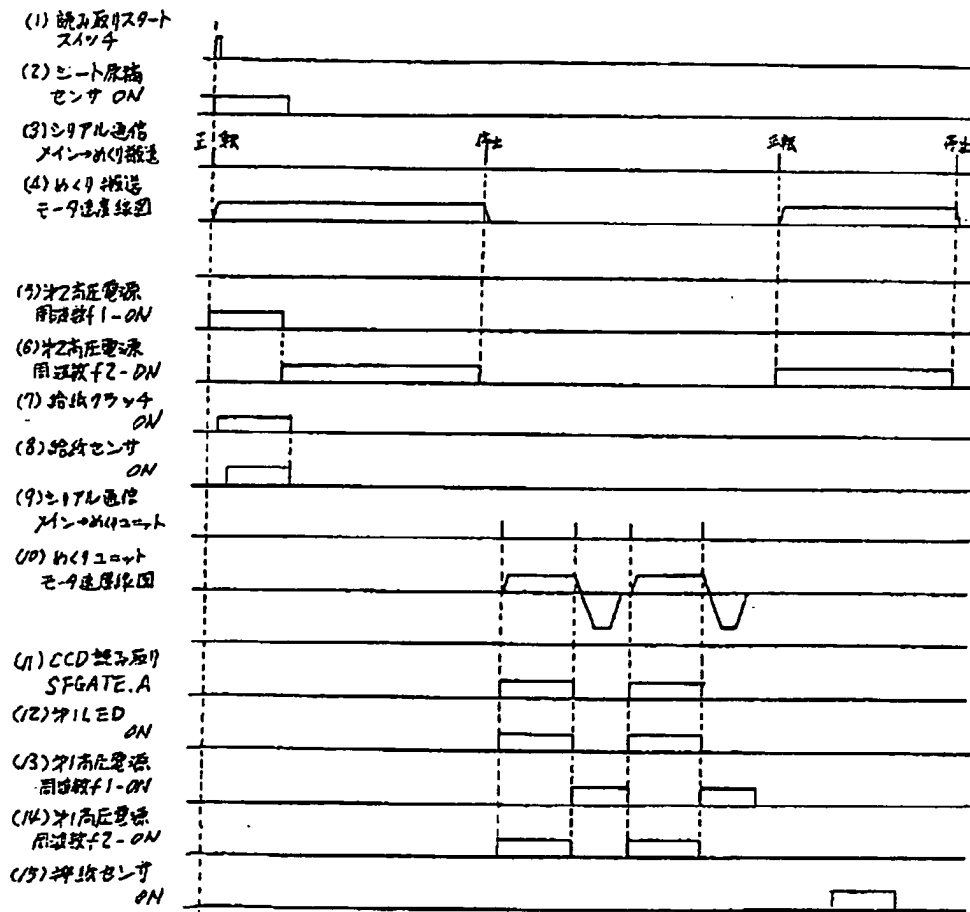 (1) 読み取りスタート
スイッチ
(2) シート原稿
センサ ON
(3) シリアル通信
メイン→めくり搬送
正転
停止
正転
停止
(4) めくり搬送
モータ速度線図
(5) 第2高圧電源
周波数f1-ON
(6) 第2高圧電源
周波数f2-ON
(7) 給紙クラッチ
ON
(8) 給紙センサ
ON
(9) シリアル通信
メイン→めくりユニット
(10) めくりユニット
モータ速度線図
(11) CCD読み取り
SFGATE.A
(12) 第1LED
ON
(13) 第1高圧電源
周波数f1-ON
(14) 第1高圧電源
周波数f2-ON
(15) 排紙センサ
ON